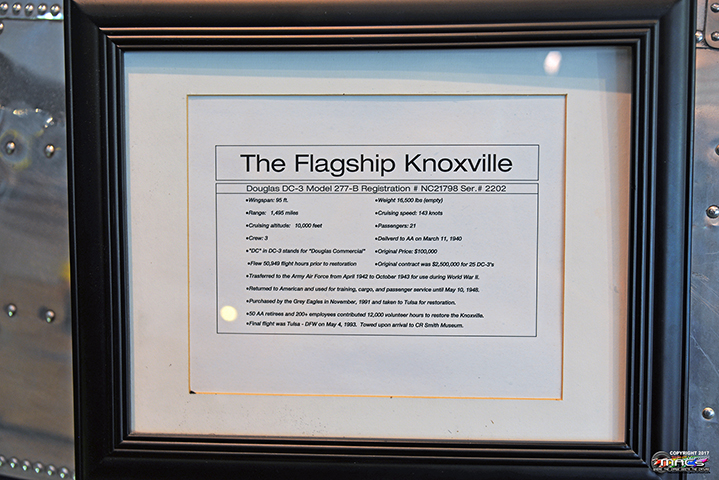 The Flagship Knoxville
Douglas DC-3 Model 277-B Registration # NC21798 Ser.# 2202
•Wingspan: 95 ft.
•Weight 16,500 lbs (empty)
•Range: 1,495 miles
•Cruising speed: 143 knots
•Cruising altitude: 10,000 feet
•Passengers: 21
•Crew: 3
•Deliverd to AA on March 11, 1940
•"DC" in DC-3 stands for "Douglas Commercial"
•Original Price: $100,000
•Flew 50,949 flight hours prior to restoration
•Original contract was $2,500,000 for 25 DC-3's
•Trasferred to the Army Air Force from April 1942 to October 1943 for use during World War II.
•Returned to American and used for training, cargo, and passenger service until May 10, 1948.
•Purchased by the Grey Eagles in November, 1991 and taken to Tulsa for restoration.
•50 AA retirees and 200+ employees contributed 12,000 volunteer hours to restore the Knoxville.
•Final flight was Tulsa - DFW on May 4, 1993. Towed upon arrival to CR Smith Museum.
COPYRIGHT 2017